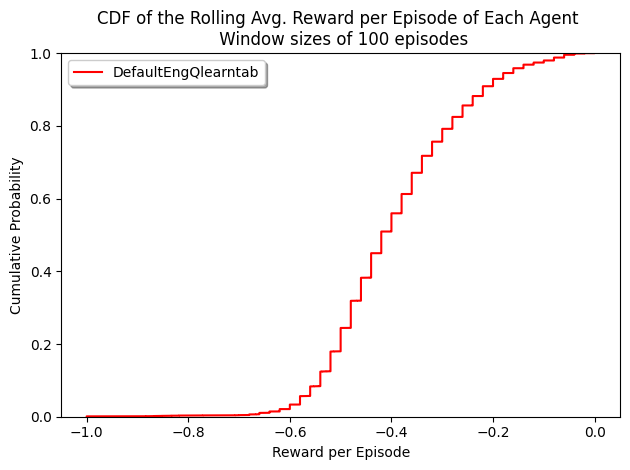 CDF of the Rolling Avg. Reward per Episode of Each Agent
Window sizes of 100 episodes
DefaultEngQlearntab
1.0
0.8
0.6
0.4
0.2
0.0
Cumulative Probability
−1.0 −0.8 −0.6 −0.4 −0.2 0.0
Reward per Episode